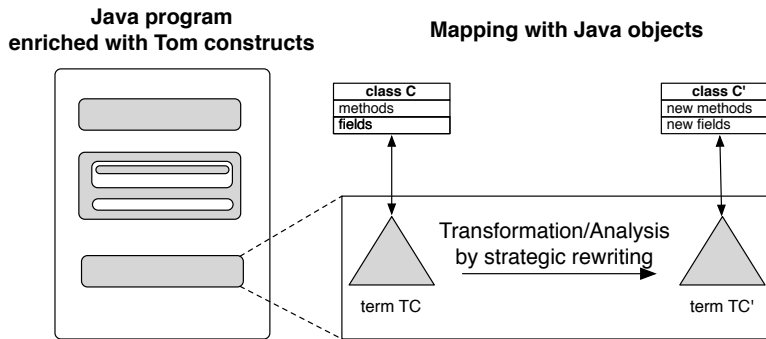 Java program
enriched with Tom constructs
Mapping with Java objects
class C
methods
fields
class C'
new methods
new fields
Transformation/Analysis
by strategic rewriting
term TC
term TC'